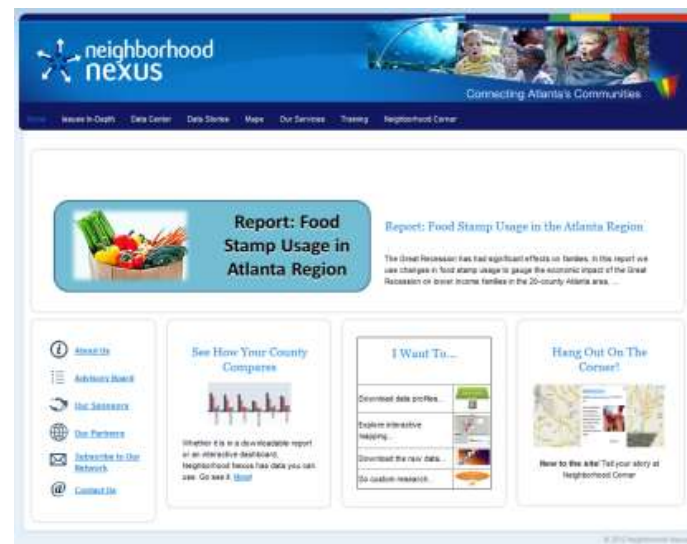 neighborhood
nexus
Connecting Atlanta's Communities
Home Issues In-Depth Data Center Data Stories Maps Our Services Training Neighborhood Corner
Report: Food
Stamp Usage in
Atlanta Region
Report: Food Stamp Usage in the Atlanta Region
The Great Recession has had significant effects on families. In this report we
use changes in food stamp usage to gauge the economic impact of the Great
Recession on lower income families in the 20-county Atlanta area, ...
About Us
Advisory Board
Our Sponsors
Our Partners
Subscribe to Our
Network
Contact Us
See How Your County
Compares
Whether it is in a downloadable report
or an interactive dashboard,
Neighborhood Nexus has data you can
use. Go see it. Here!
I Want To...
Download data profiles...
Explore interactive
mapping...
Download the raw data...
Do custom research...
Hang Out On The
Corner!
New to the site! Tell your story at
Neighborhood Corner
© 2012 Neighborhood Nexus